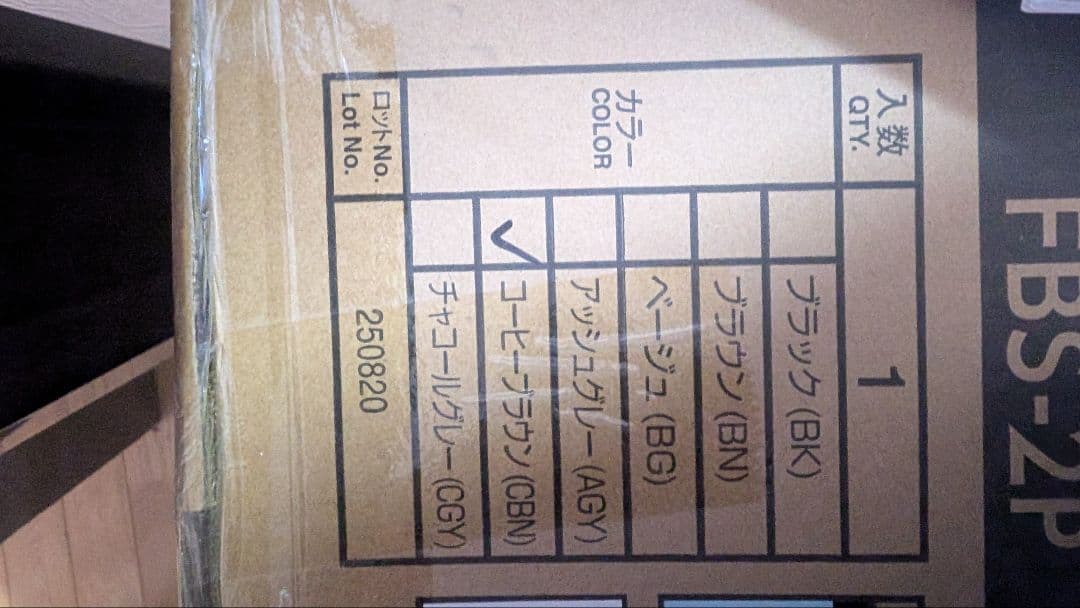 FBS-2P
入数
QTY.
1
カラー
COLOR
ブラック (BK)
ブラウン (BN)
ベージュ (BG)
アッシュグレー (AGY)
✓ コーヒーブラウン (CBN)
チャコールグレー (CGY)
ロットNo.
Lot No.
250820